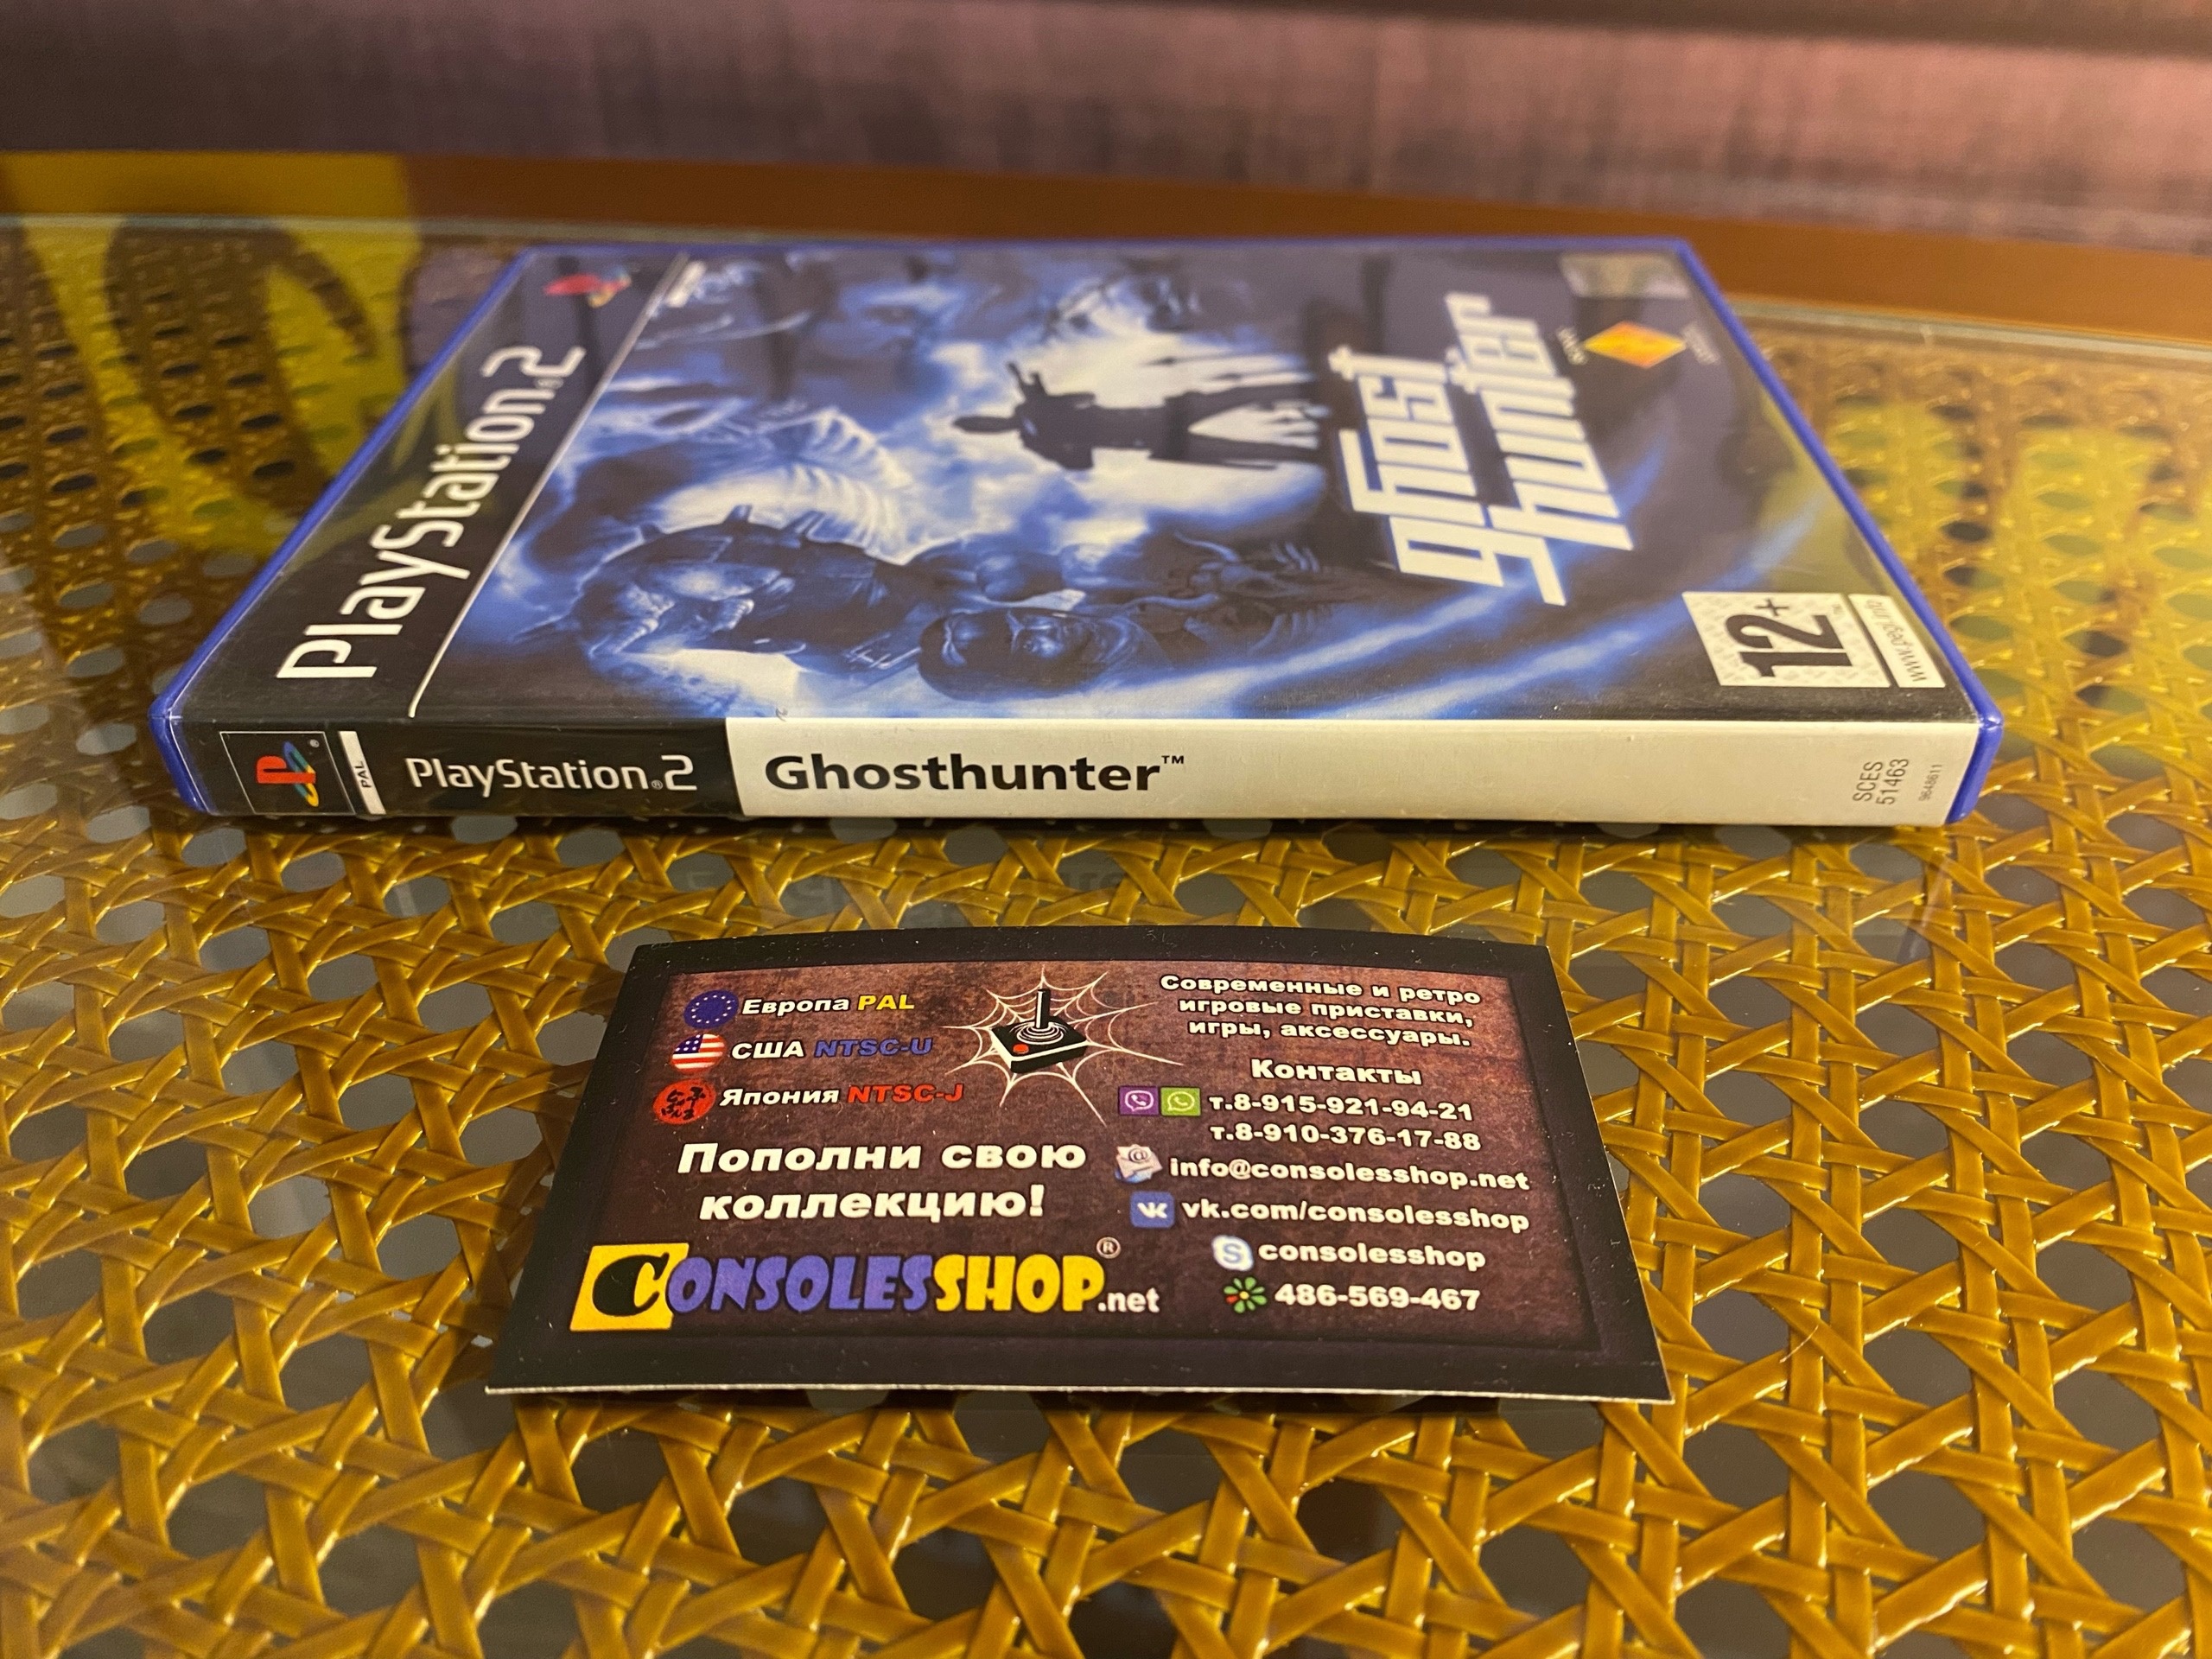 PlayStation®2
ghost
hunter
12+
www.pegi.info
PAL
PlayStation®2
Ghosthunter™
SCES
51463
9648611
Европа PAL
США NTSC-U
Япония NTSC-J
Пополни свою
коллекцию!
CONSOLESSHOP®.net
Современные и ретро
игровые приставки,
игры, аксессуары.
Контакты
т.8-915-921-94-21
т.8-910-376-17-88
info@consolesshop.net
vk.com/consolesshop
consolesshop
486-569-467